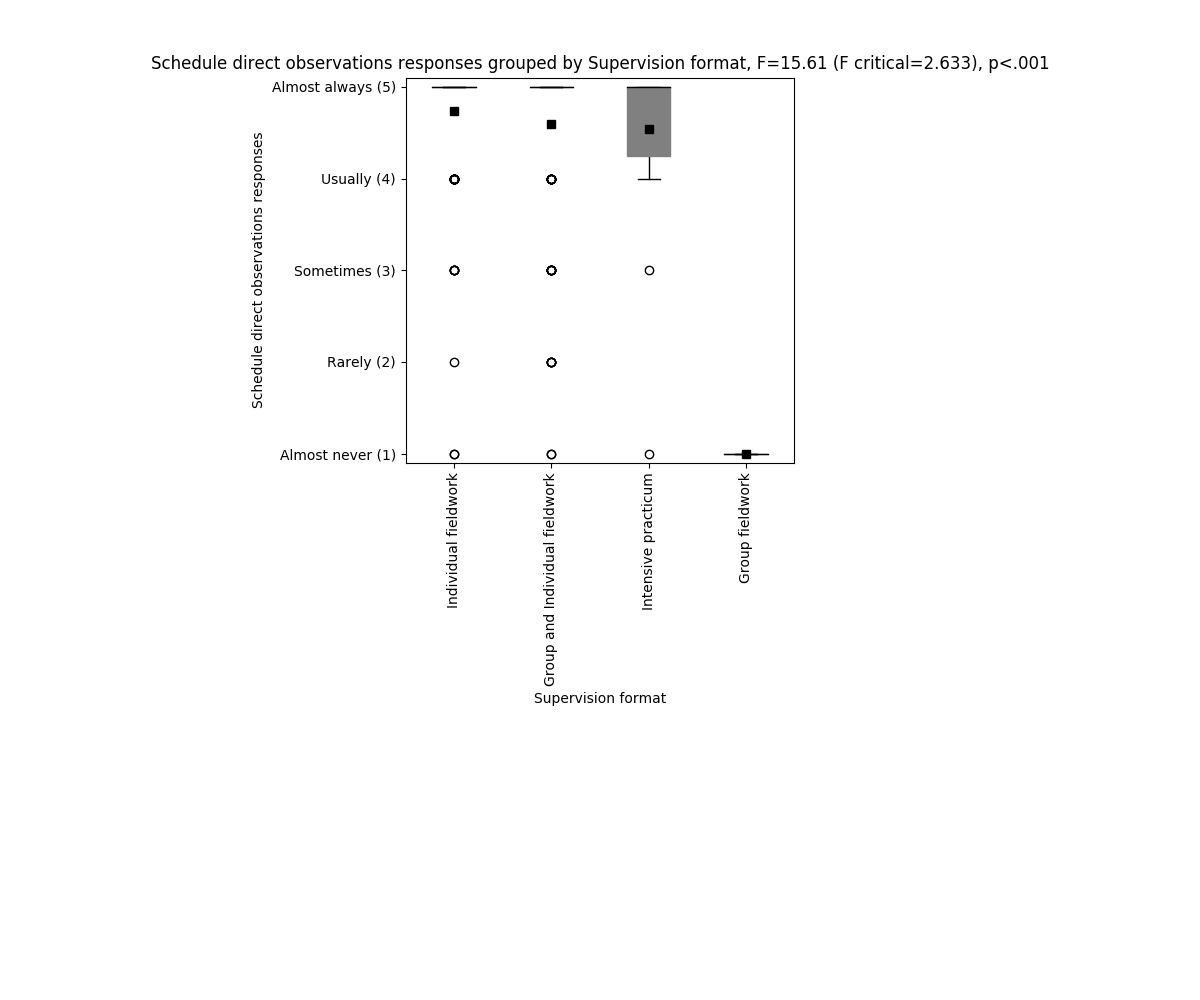 Schedule direct observations responses grouped by Supervision format, F=15.61 (F critical=2.633), p<.001
Schedule direct observations responses
Almost always (5)
Usually (4)
Sometimes (3)
Rarely (2)
Almost never (1)
Individual fieldwork
Group and Individual fieldwork
Intensive practicum
Group fieldwork
Supervision format